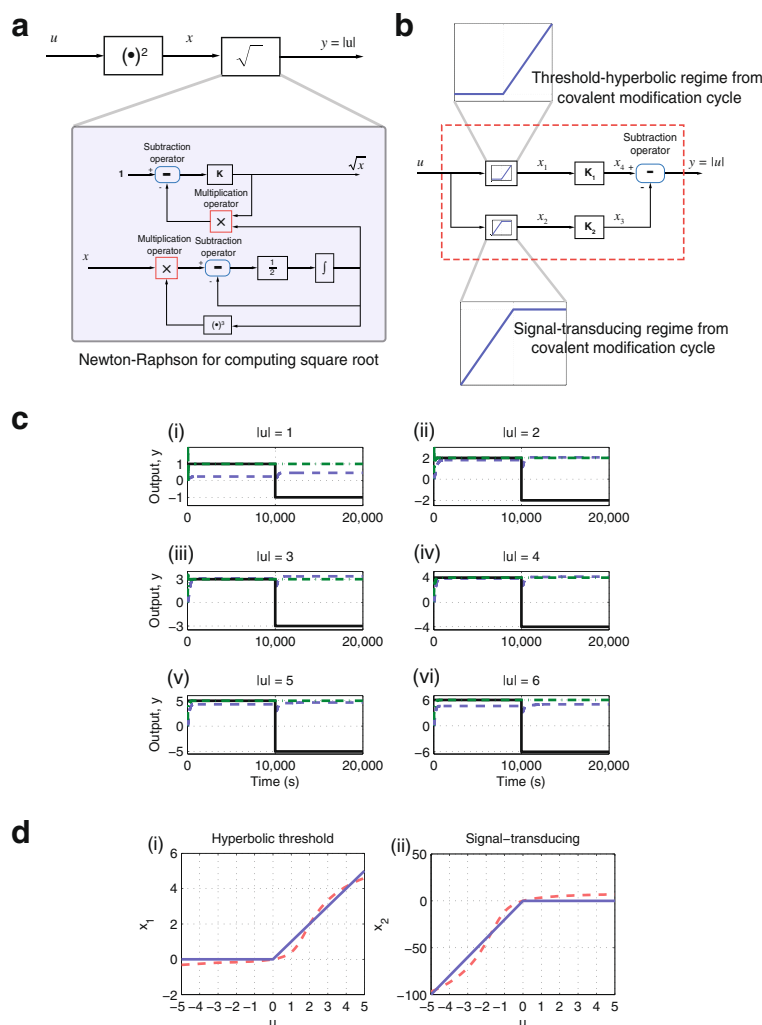 a
u
(•)²
x
√
y = |u|
Subtraction
operator
1
+
-
-
K
√x
Multiplication
operator
×
Multiplication
operator
Subtraction
operator
x
×
+
-
-
1/2
∫
(•)³
Newton-Raphson for computing square root
b
Threshold-hyperbolic regime from
covalent modification cycle
Subtraction
operator
u
x₁
K₁
x₄
+
-
-
y = |u|
x₂
K₂
x₃
Signal-transducing regime from
covalent modification cycle
c
(i)
|u| = 1
Output, y
1
0
−1
0
10,000
20,000
(ii)
|u| = 2
2
0
−2
0
10,000
20,000
(iii)
|u| = 3
Output, y
3
0
−3
0
10,000
20,000
(iv)
|u| = 4
4
0
−4
0
10,000
20,000
(v)
|u| = 5
Output, y
5
0
−5
0
10,000
20,000
Time (s)
(vi)
|u| = 6
6
0
−6
0
10,000
20,000
Time (s)
d
(i)
Hyperbolic threshold
x₁
6
4
2
0
−2
−5 −4 −3 −2 −1 0 1 2 3 4 5
u
(ii)
Signal−transducing
x₂
50
0
−50
−100
−5 −4 −3 −2 −1 0 1 2 3 4 5
u